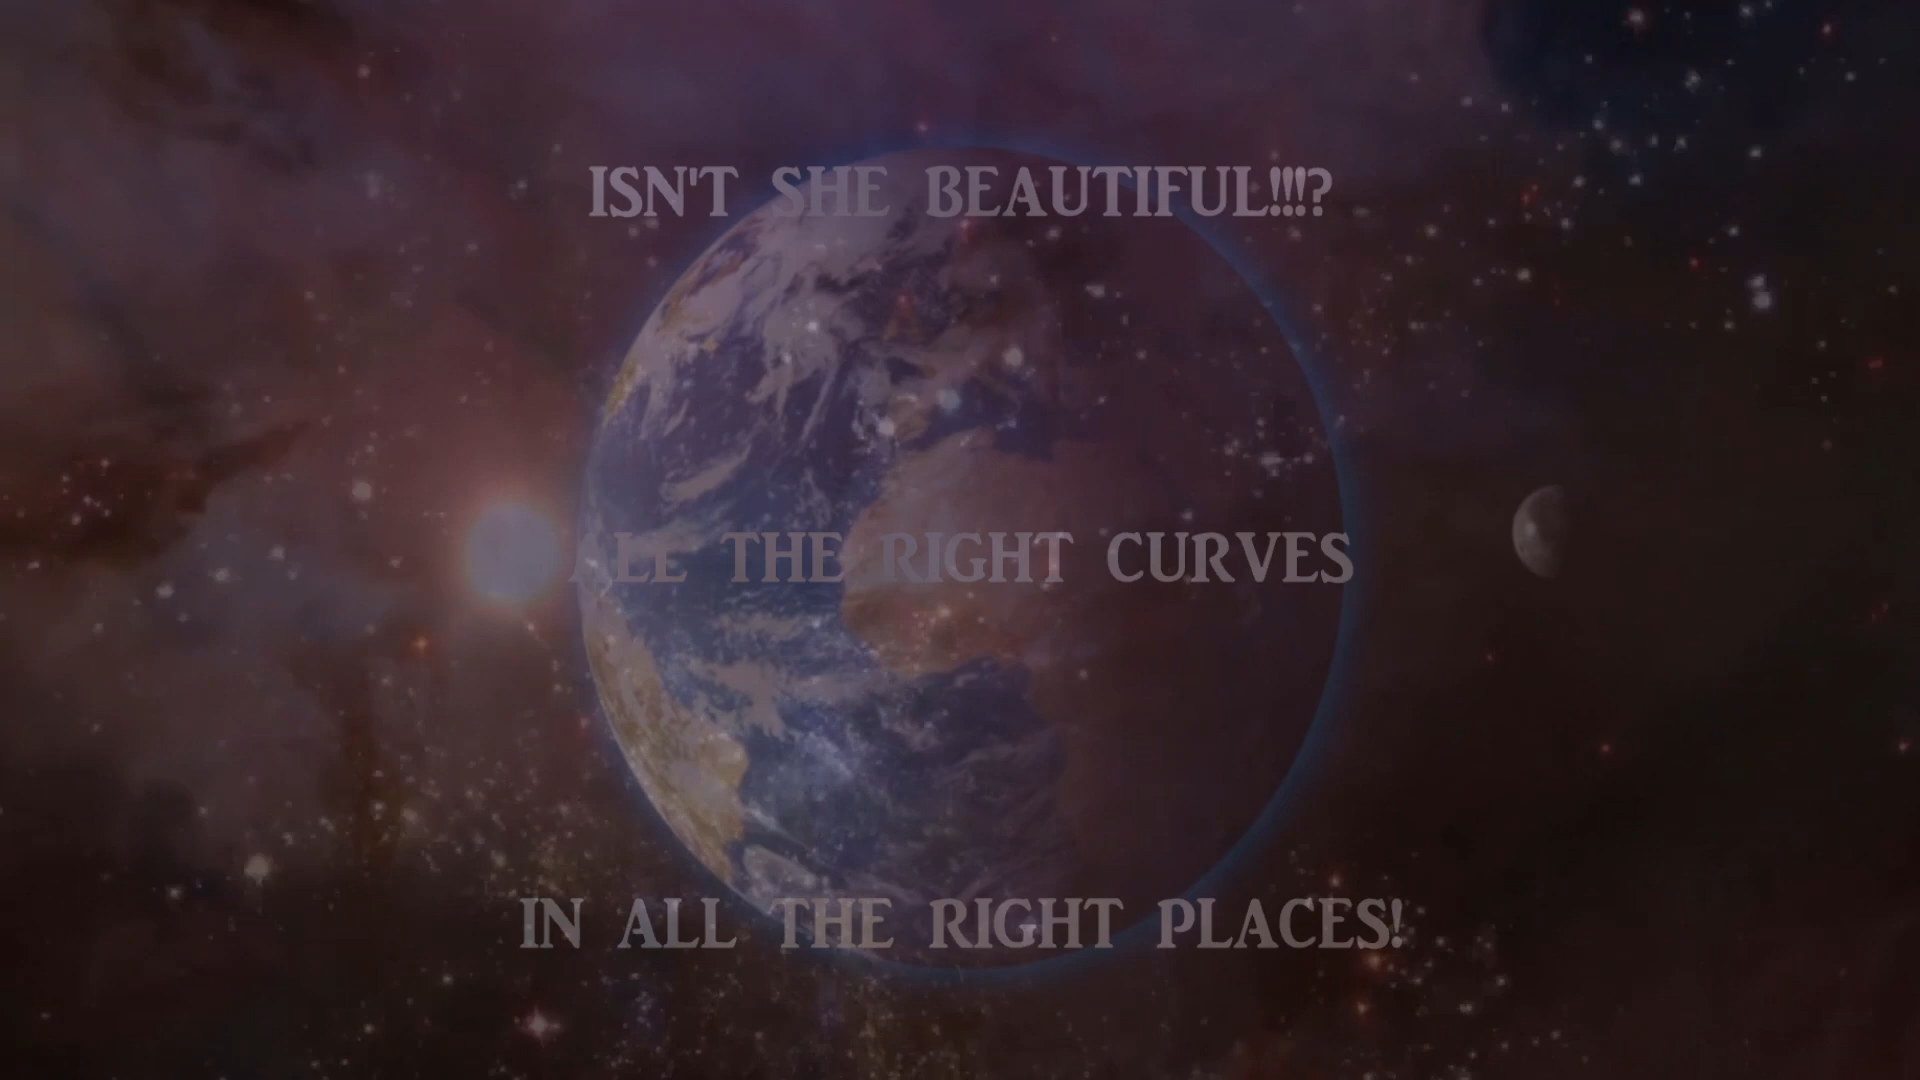 ISN'T SHE BEAUTIFUL!!!?
ALL THE RIGHT CURVES
IN ALL THE RIGHT PLACES!